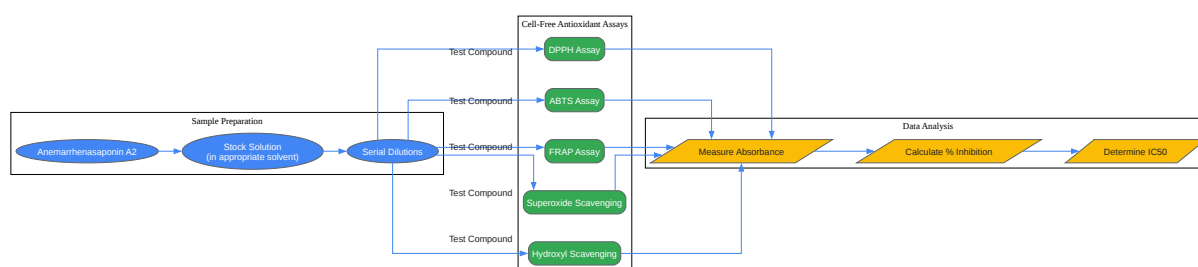 Cell-Free Antioxidant Assays
Test Compound
DPPH Assay
Test Compound
ABTS Assay
Sample Preparation
Data Analysis
Anemarrhenasaponin A2
Stock Solution
(in appropriate solvent)
Serial Dilutions
Test Compound
FRAP Assay
Measure Absorbance
Calculate % Inhibition
Determine IC50
Test Compound
Superoxide Scavenging
Test Compound
Hydroxyl Scavenging